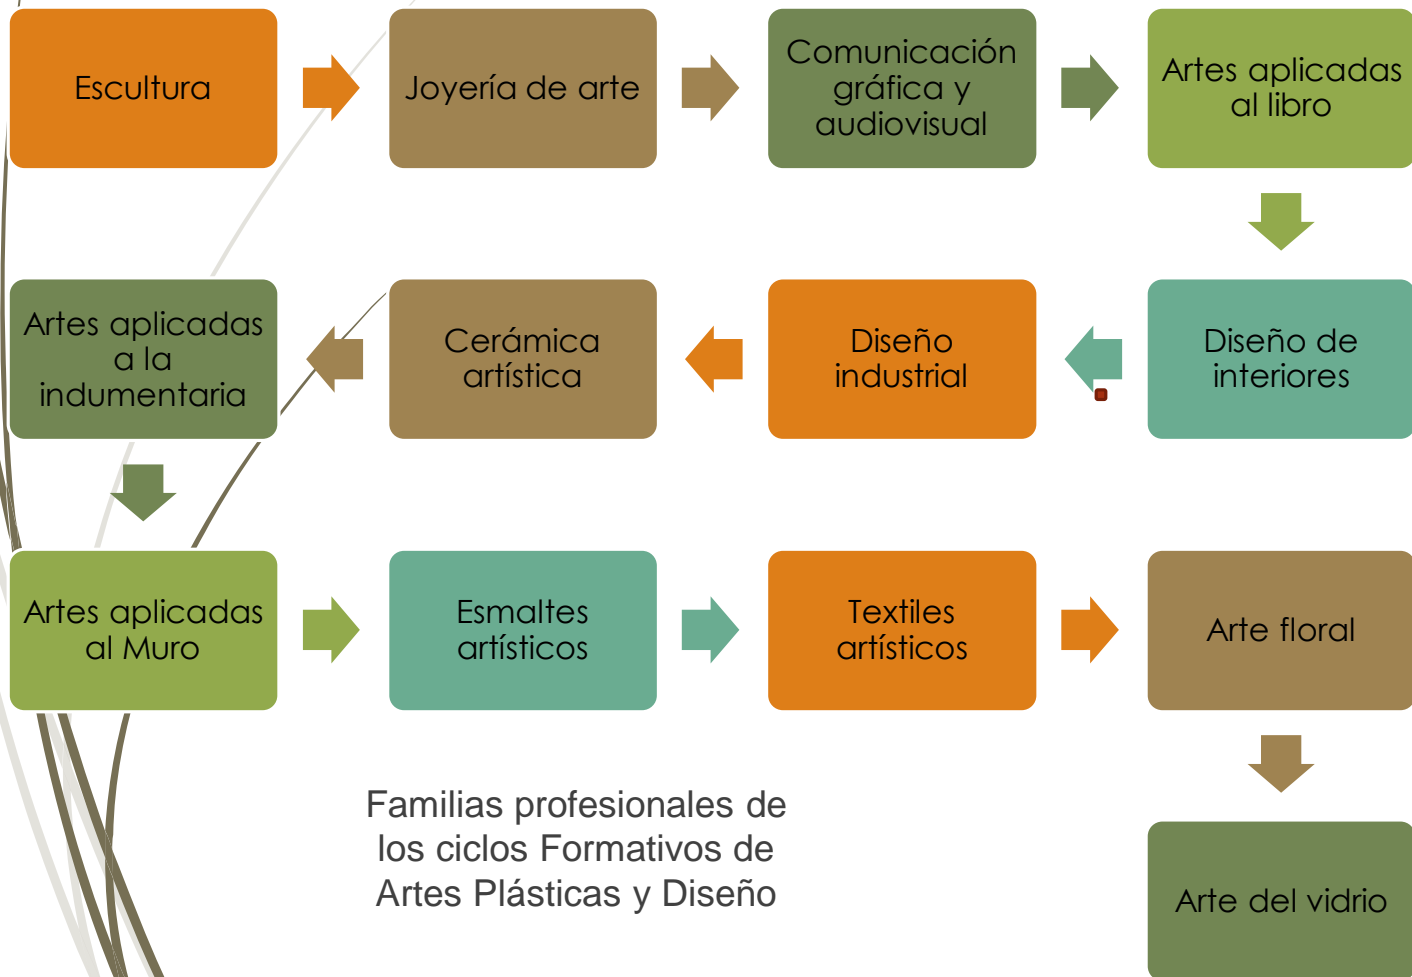 Escultura
Joyería de arte
Comunicación
gráfica y
audiovisual
Artes aplicadas
al libro
Diseño de
interiores
Diseño
industrial
Cerámica
artística
Artes aplicadas
a la
indumentaria
Artes aplicadas
al Muro
Esmaltes
artísticos
Textiles
artísticos
Arte floral
Arte del vidrio
Familias profesionales de
los ciclos Formativos de
Artes Plásticas y Diseño